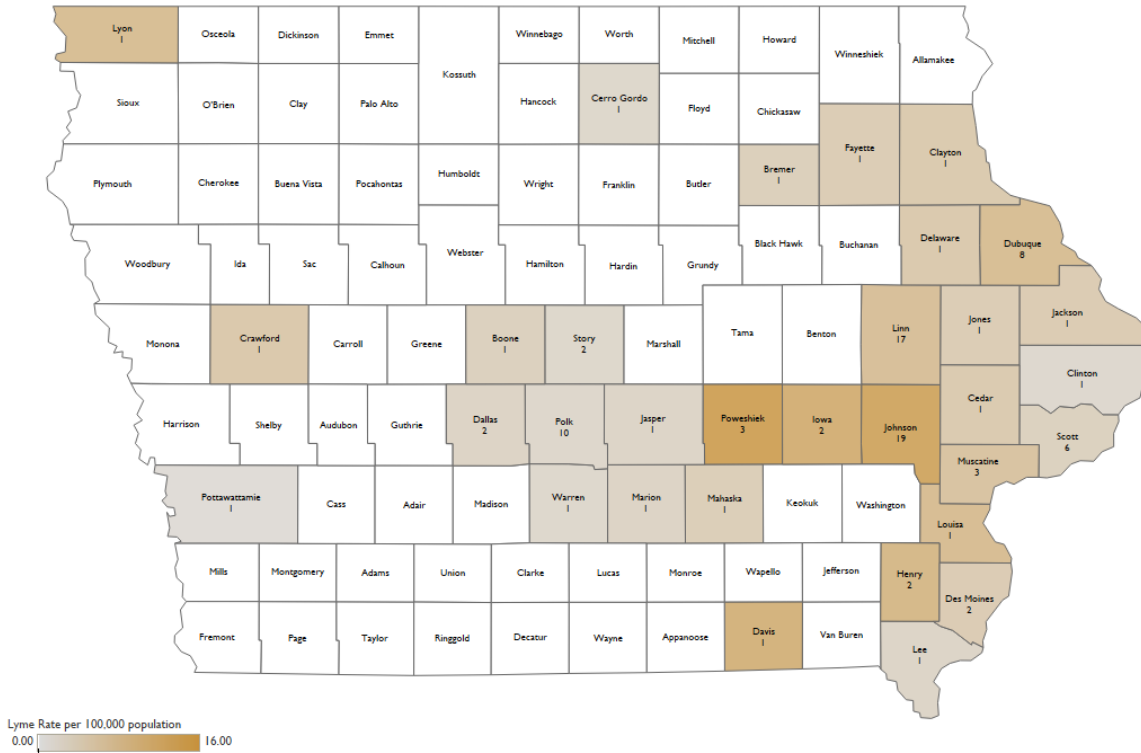 Lyon
1
Osceola
Dickinson
Emmet
Kossuth
Winnebago
Worth
Mitchell
Howard
Winneshiek
Allamakee
Sioux
O'Brien
Clay
Palo Alto
Hancock
Cerro Gordo
1
Floyd
Chickasaw
Fayette
1
Clayton
1
Plymouth
Cherokee
Buena Vista
Pocahontas
Humboldt
Wright
Franklin
Butler
Bremer
1
Woodbury
Ida
Sac
Calhoun
Webster
Hamilton
Hardin
Grundy
Black Hawk
Buchanan
Delaware
1
Dubuque
8
Monona
Crawford
1
Carroll
Greene
Boone
1
Story
2
Marshall
Tama
Benton
Linn
17
Jones
1
Jackson
1
Clinton
1
Harrison
Shelby
Audubon
Guthrie
Dallas
2
Polk
10
Jasper
1
Poweshiek
3
Iowa
2
Johnson
19
Cedar
1
Scott
6
Muscatine
3
Pottawattamie
1
Cass
Adair
Madison
Warren
1
Marion
1
Mahaska
1
Keokuk
Washington
Louisa
1
Mills
Montgomery
Adams
Union
Clarke
Lucas
Monroe
Wapello
Jefferson
Henry
2
Des Moines
2
Fremont
Page
Taylor
Ringgold
Decatur
Wayne
Appanoose
Davis
1
Van Buren
Lee
1
Lyme Rate per 100,000 population
0.00 16.00